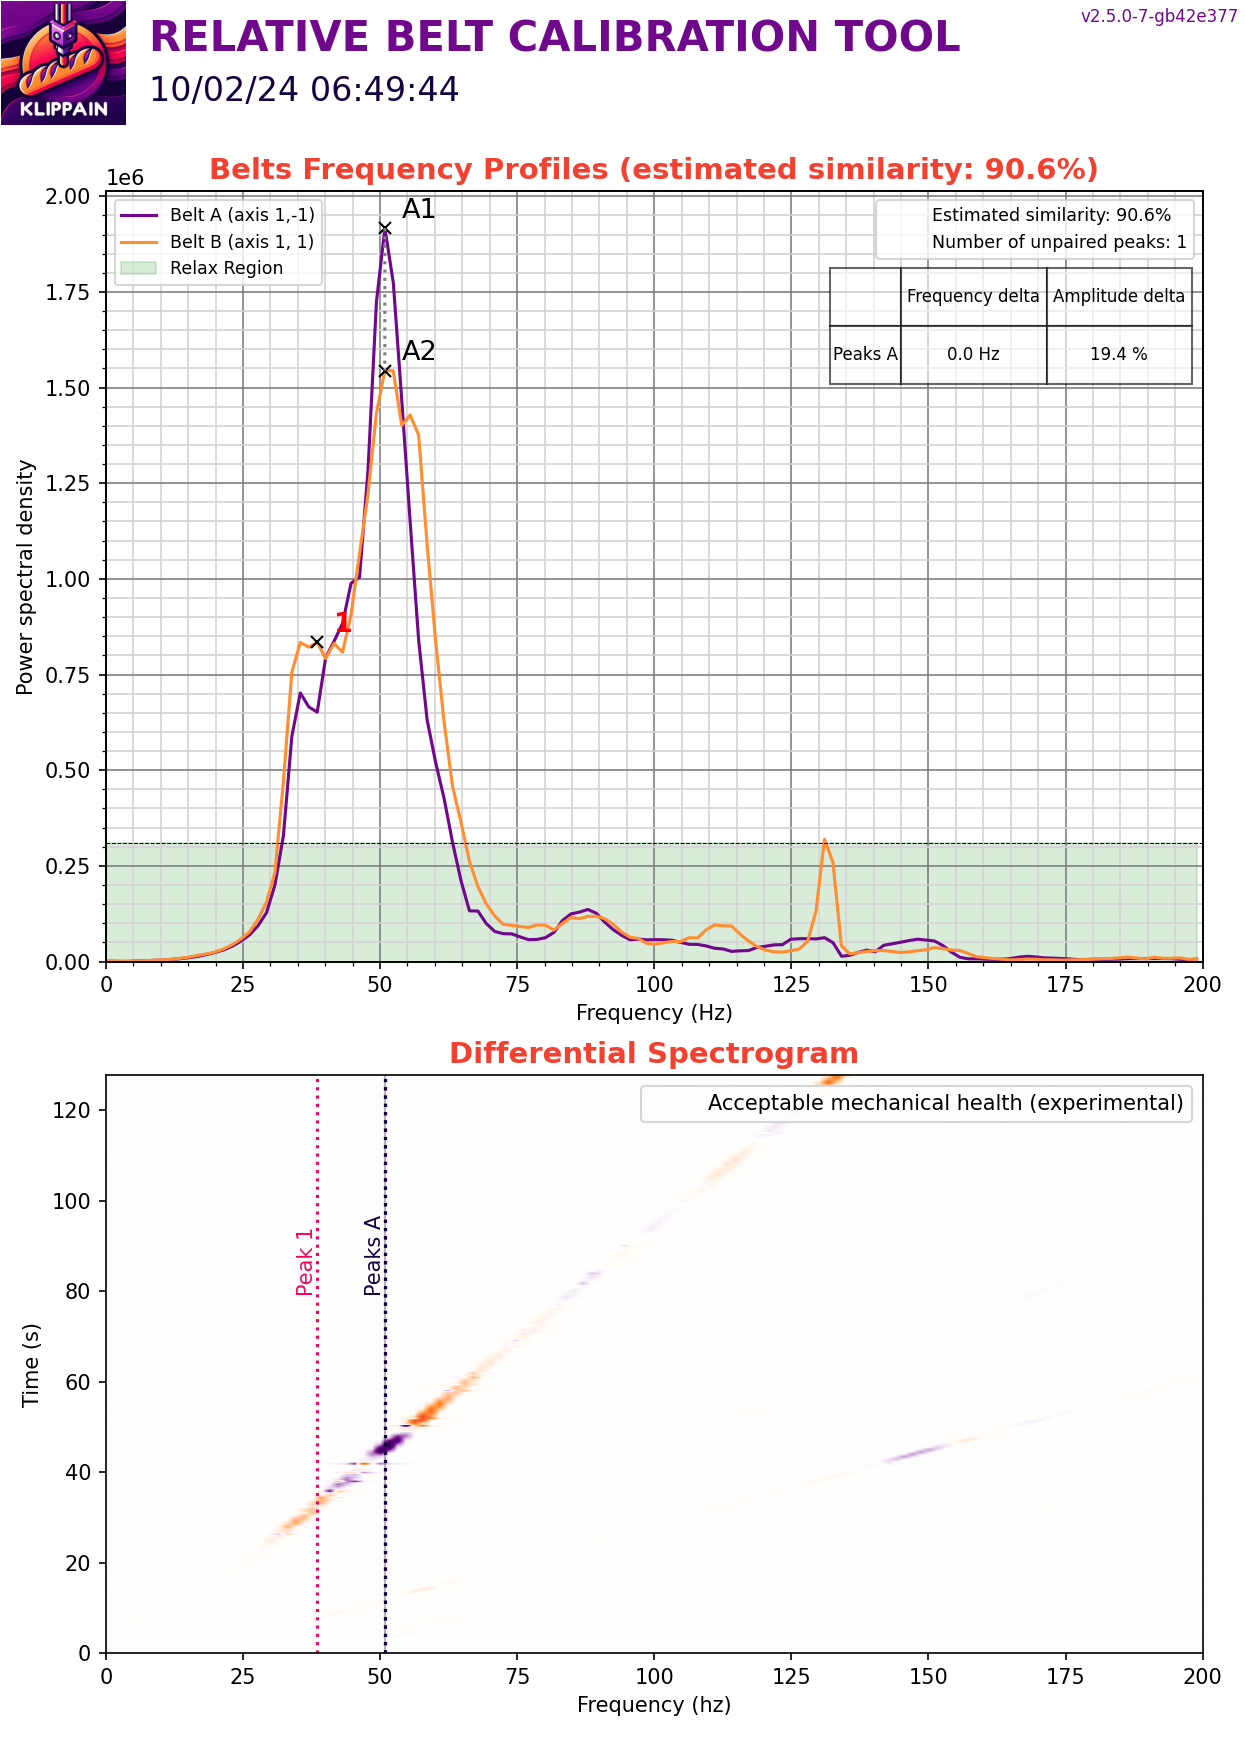 v2.5.0-7-gb42e377
RELATIVE BELT CALIBRATION TOOL
10/02/24 06:49:44
KLIPPAIN
Belts Frequency Profiles (estimated similarity: 90.6%)
1e6
Belt A (axis 1,-1)
Belt B (axis 1, 1)
Relax Region
Estimated similarity: 90.6%
Number of unpaired peaks: 1
Frequency delta Amplitude delta
Peaks A 0.0 Hz 19.4 %
A1
A2
1
Power spectral density
2.00
1.75
1.50
1.25
1.00
0.75
0.50
0.25
0.00
0 25 50 75 100 125 150 175 200
Frequency (Hz)
Differential Spectrogram
Acceptable mechanical health (experimental)
Peak 1
Peaks A
Time (s)
120
100
80
60
40
20
0
0 25 50 75 100 125 150 175 200
Frequency (hz)